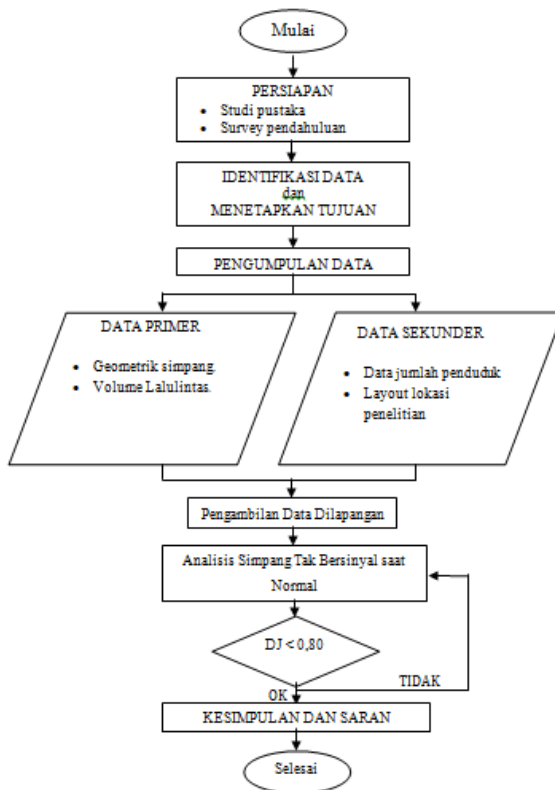 Mulai
PERSIAPAN
• Studi pustaka
• Survey pendahuluan
IDENTIFIKASI DATA
dan
MENETAPKAN TUJUAN
PENGUMPULAN DATA
DATA PRIMER
• Geometrik simpang.
• Volume Lalulintas.
DATA SEKUNDER
• Data jumlah penduduk
• Layout lokasi
penelitian
Pengambilan Data Dilapangan
Analisis Simpang Tak Bersinyal saat
Normal
DJ < 0,80
TIDAK
OK
KESIMPULAN DAN SARAN
Selesai